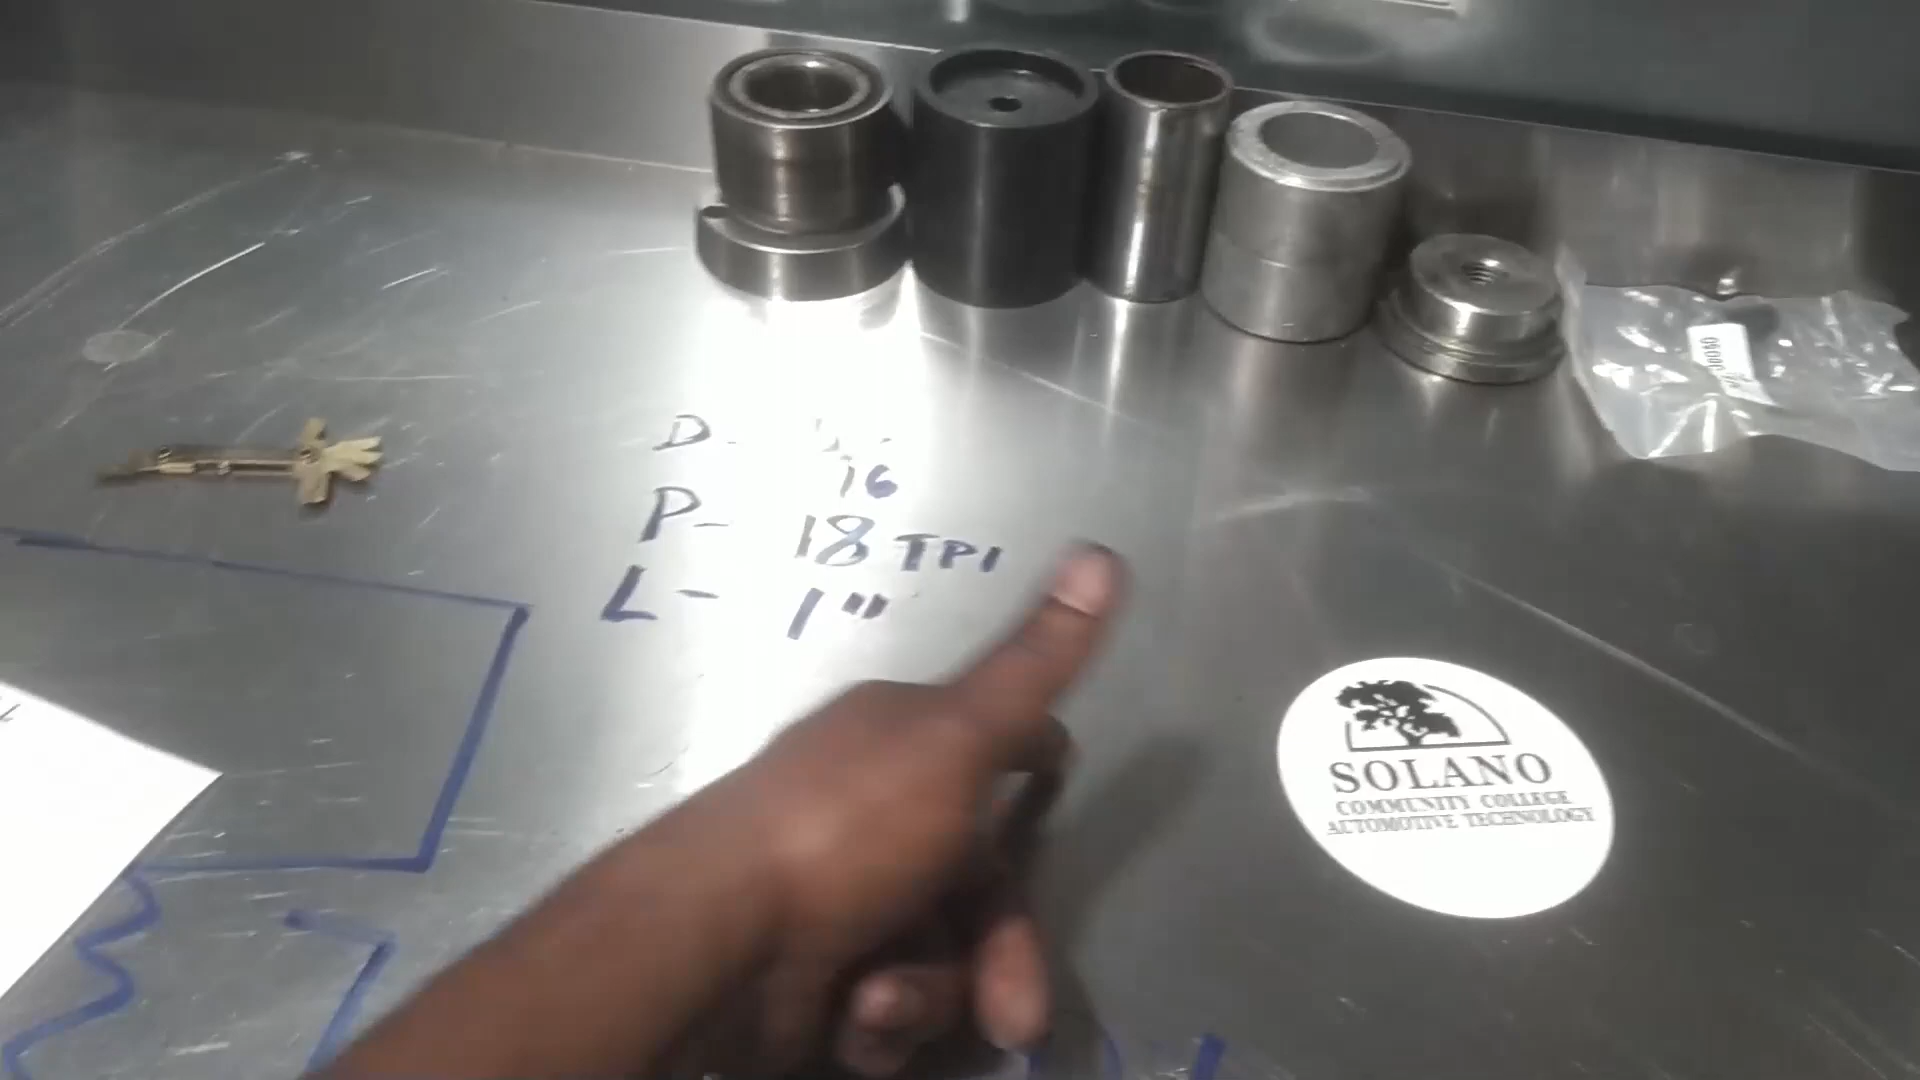 D -
16
P - 18 TPI
L - 1"
SOLANO
COMMUNITY COLLEGE
AUTOMOTIVE TECHNOLOGY